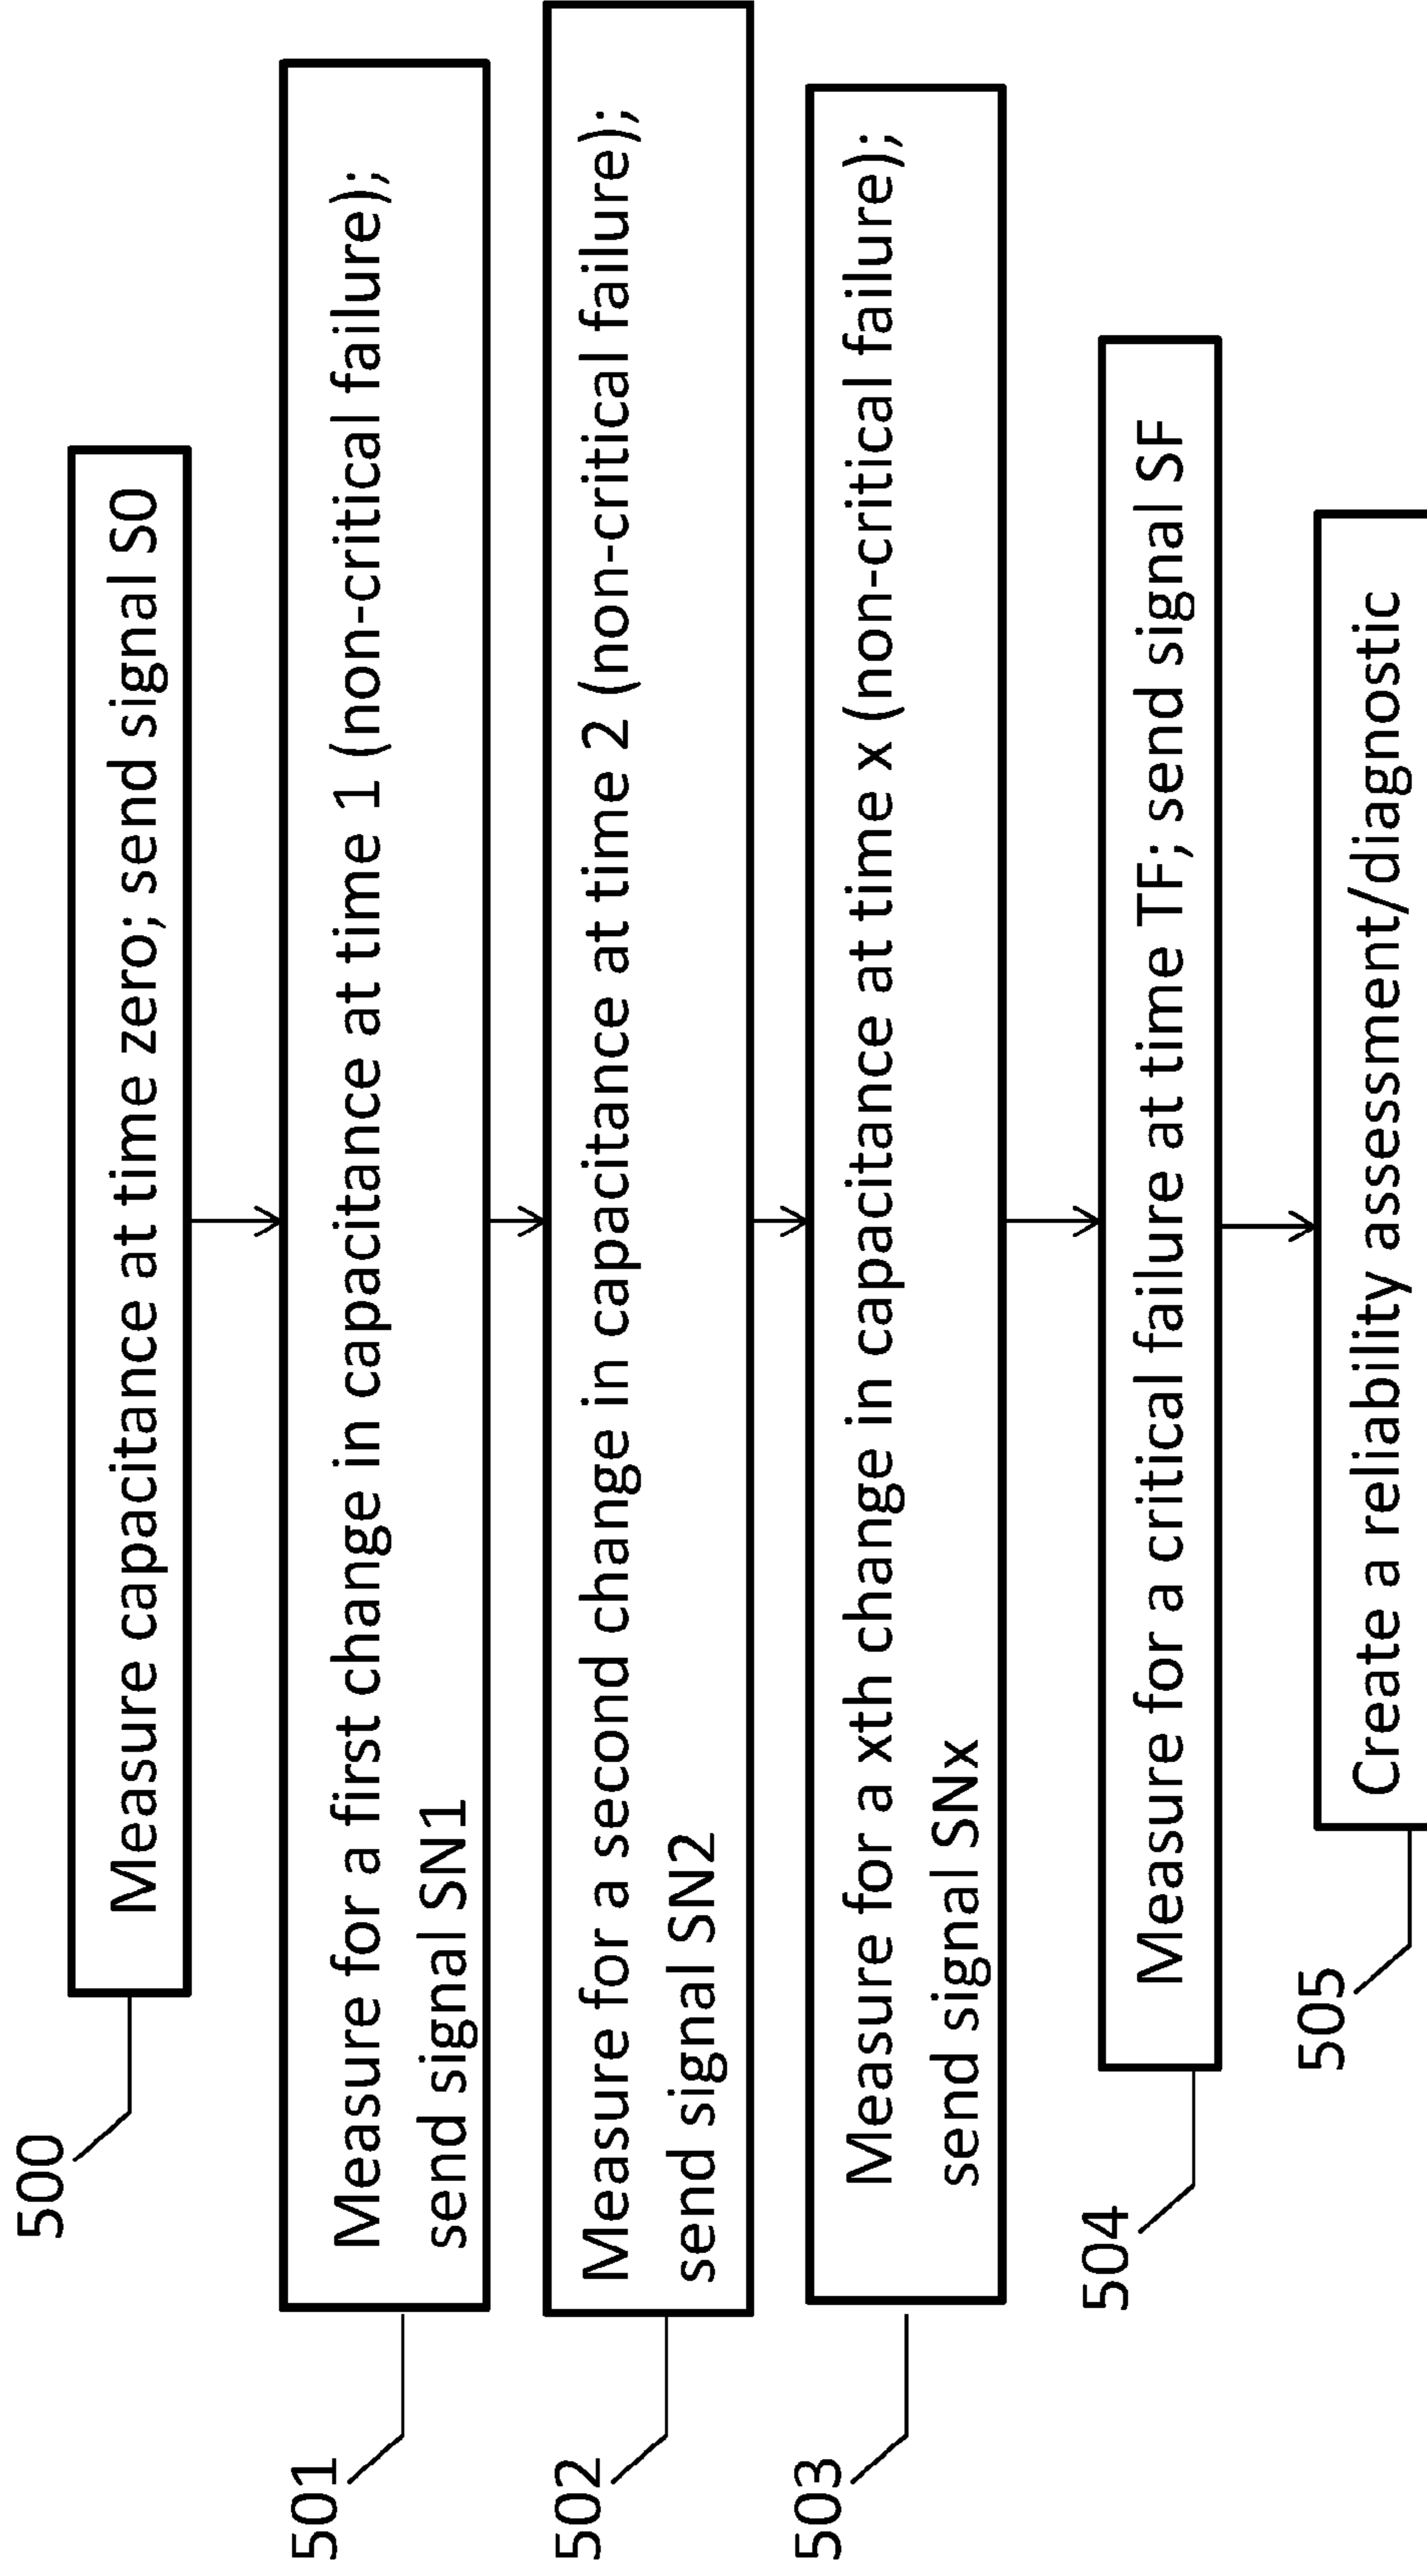 500
Measure capacitance at time zero; send signal S0
501
Measure for a first change in capacitance at time 1 (non-critical failure);
send signal SN1
502
Measure for a second change in capacitance at time 2 (non-critical failure);
send signal SN2
503
Measure for a xth change in capacitance at time x (non-critical failure);
send signal SNx
504
Measure for a critical failure at time TF; send signal SF
505
Create a reliability assessment/diagnostic